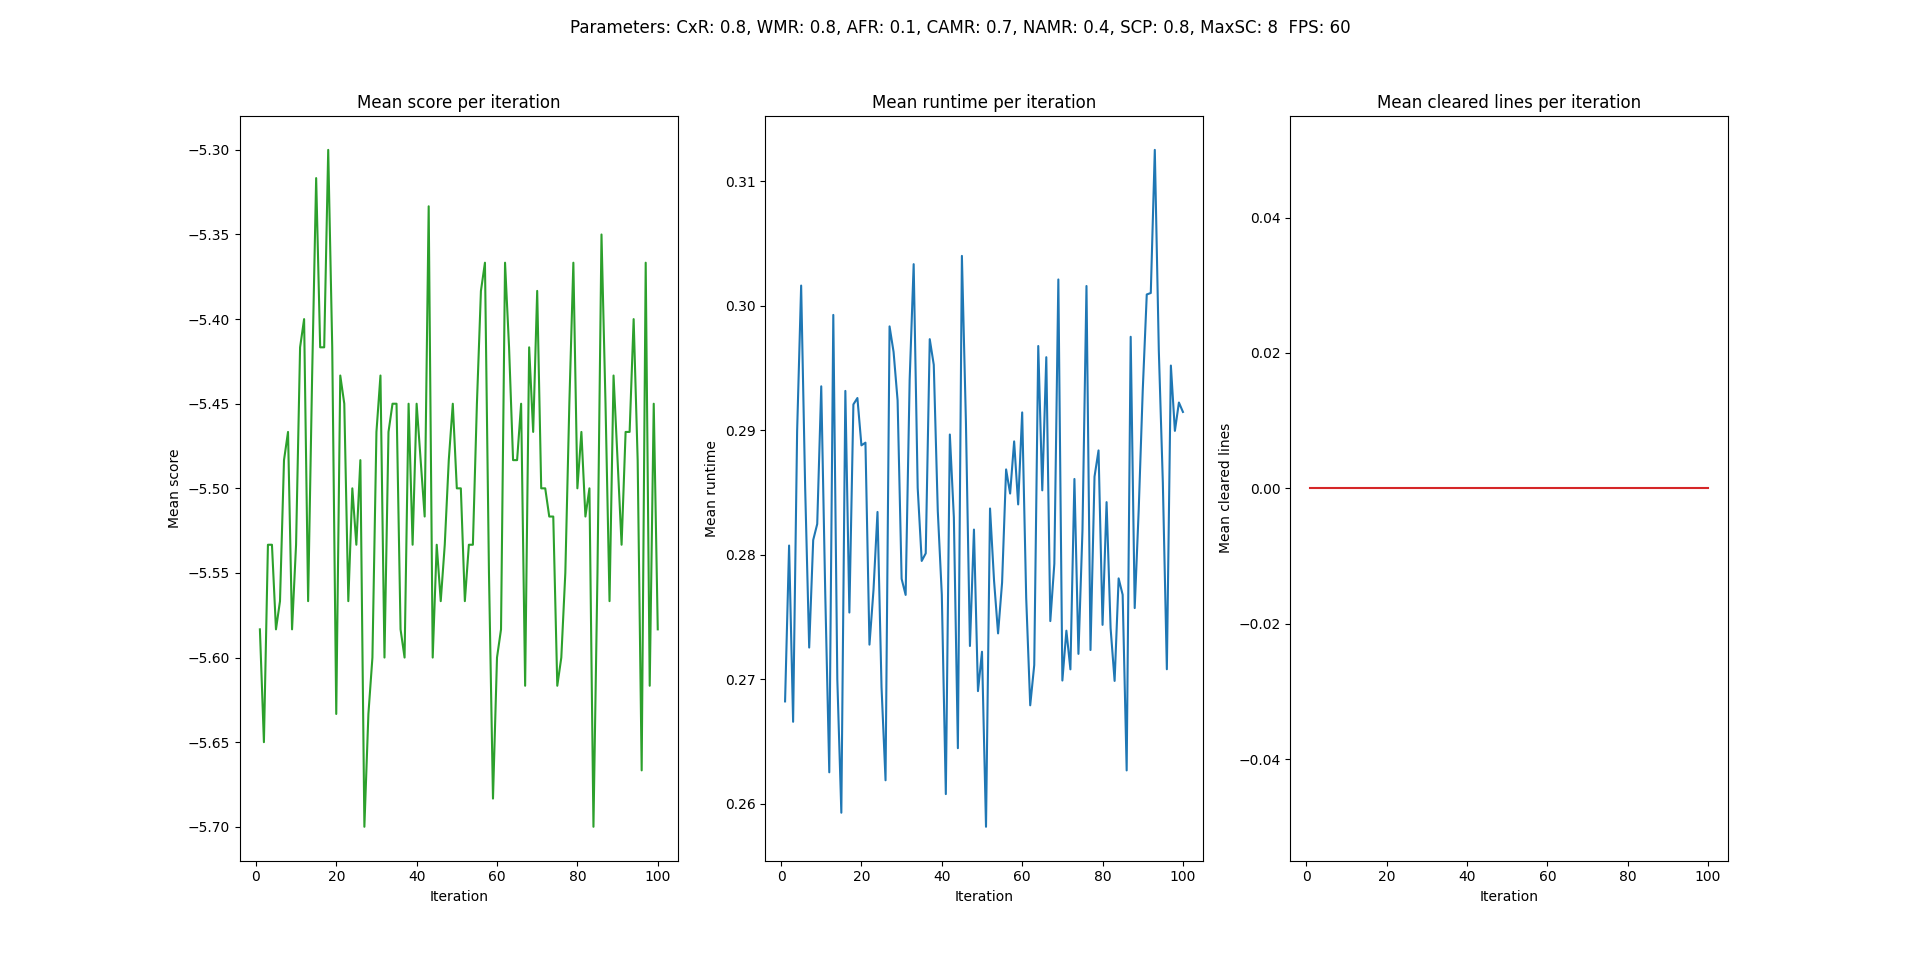 Parameters: CxR: 0.8, WMR: 0.8, AFR: 0.1, CAMR: 0.7, NAMR: 0.4, SCP: 0.8, MaxSC: 8  FPS: 60
Mean score per iteration
−5.30
−5.35
−5.40
−5.45
−5.50
−5.55
−5.60
−5.65
−5.70
Mean score
0 20 40 60 80 100
Iteration
Mean runtime per iteration
0.31
0.30
0.29
0.28
0.27
0.26
Mean runtime
0 20 40 60 80 100
Iteration
Mean cleared lines per iteration
0.04
0.02
0.00
−0.02
−0.04
Mean cleared lines
0 20 40 60 80 100
Iteration